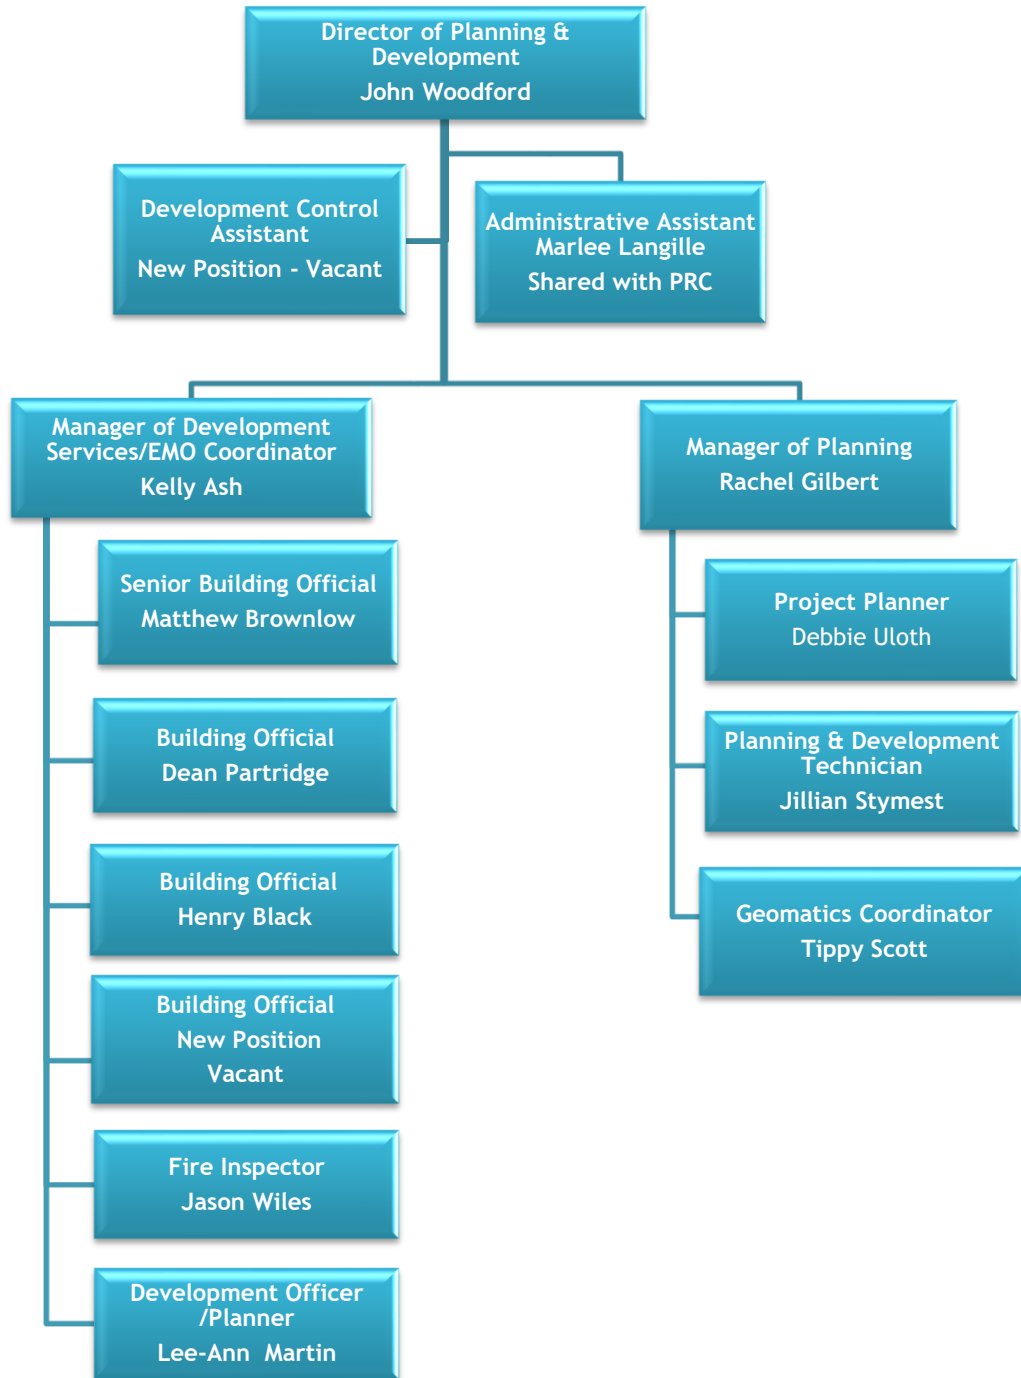 Director of Planning &
Development
John Woodford
Development Control
Assistant
New Position - Vacant
Administrative Assistant
Marlee Langille
Shared with PRC
Manager of Development
Services/EMO Coordinator
Kelly Ash
Manager of Planning
Rachel Gilbert
Senior Building Official
Matthew Brownlow
Building Official
Dean Partridge
Building Official
Henry Black
Building Official
New Position
Vacant
Fire Inspector
Jason Wiles
Development Officer
/Planner
Lee-Ann  Martin
Project Planner
Debbie Uloth
Planning & Development
Technician
Jillian Stymest
Geomatics Coordinator
Tippy Scott